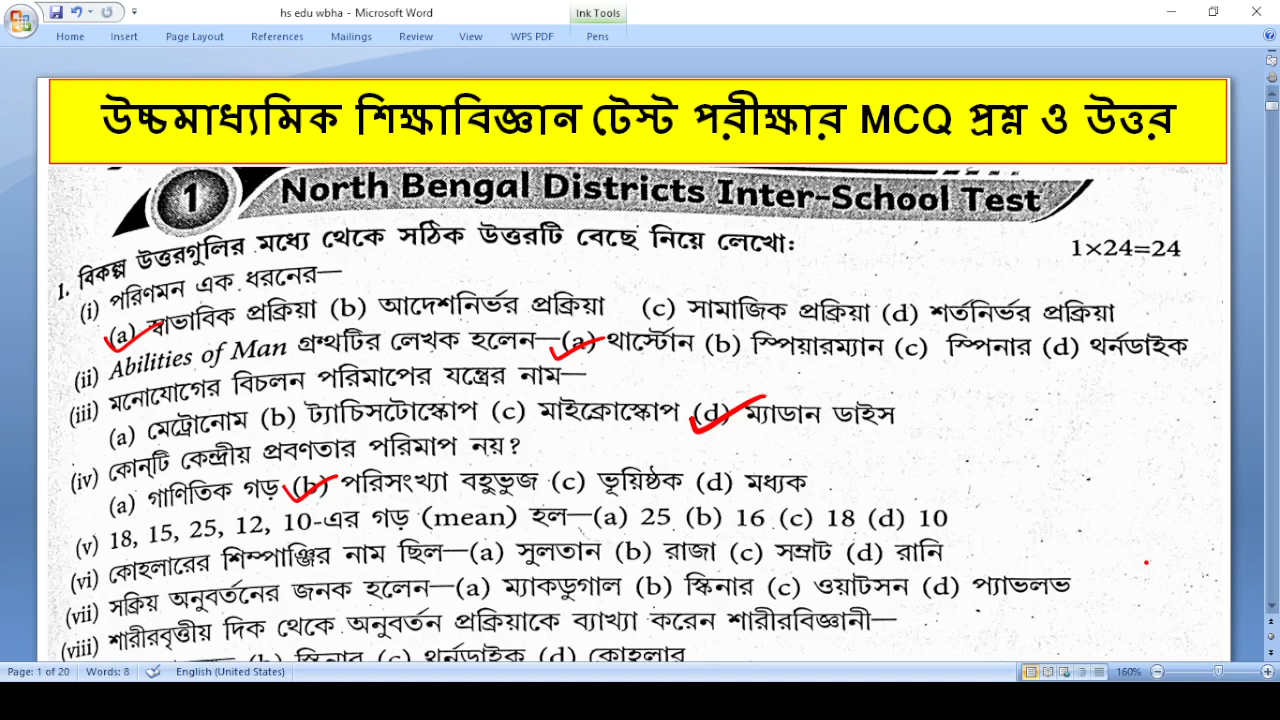 hs edu wbha - Microsoft Word
Ink Tools
Home Insert Page Layout References Mailings Review View WPS PDF Pens
উচ্চমাধ্যমিক শিক্ষাবিজ্ঞান টেস্ট পরীক্ষার MCQ প্রশ্ন ও উত্তর
1 North Bengal Districts Inter-School Test
1. বিকল্প উত্তরগুলির মধ্যে থেকে সঠিক উত্তরটি বেছে নিয়ে লেখো: 1×24=24
(i) পরিণমন এক ধরনের—
(a) স্বাভাবিক প্রক্রিয়া (b) আদেশনির্ভর প্রক্রিয়া (c) সামাজিক প্রক্রিয়া (d) শর্তনির্ভর প্রক্রিয়া
(ii) Abilities of Man গ্রন্থটির লেখক হলেন—(a) থার্স্টোন (b) স্পিয়ারম্যান (c) স্পিনার (d) থর্নডাইক
(iii) মনোযোগের বিচলন পরিমাপের যন্ত্রের নাম—
(a) মেট্রোনোম (b) ট্যাচিসটোস্কোপ (c) মাইক্রোস্কোপ (d) ম্যাডান ডাইস
(iv) কোন্‌টি কেন্দ্রীয় প্রবণতার পরিমাপ নয়?
(a) গাণিতিক গড় (b) পরিসংখ্যা বহুভুজ (c) ভূয়িষ্ঠক (d) মধ্যক
(v) 18, 15, 25, 12, 10-এর গড় (mean) হল—(a) 25 (b) 16 (c) 18 (d) 10
(vi) কোহলারের শিম্পাঞ্জির নাম ছিল—(a) সুলতান (b) রাজা (c) সম্রাট (d) রানি
(vii) সক্রিয় অনুবর্তনের জনক হলেন—(a) ম্যাকডুগাল (b) স্কিনার (c) ওয়াটসন (d) প্যাভলভ
(viii) শারীরবৃত্তীয় দিক থেকে অনুবর্তন প্রক্রিয়াকে ব্যাখ্যা করেন শারীরবিজ্ঞানী—
(b) স্কিনার (c) থর্নডাইক (d) কোহলার
Page: 1 of 20 Words: 8 English (United States) 160%